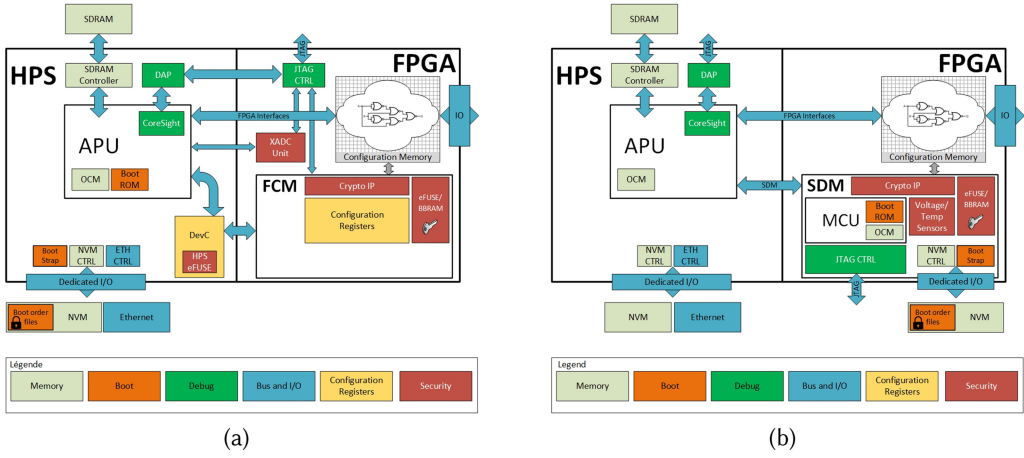 SDRAM
JTAG
HPS
FPGA
SDRAM
Controller
DAP
JTAG
CTRL
CoreSight
FPGA Interfaces
IO
APU
XADC
Unit
Configuration Memory
OCM
Boot
ROM
FCM
Crypto IP
eFUSE/
BBRAM
Configuration
Registers
DevC
HPS
eFUSE
Boot
Strap
NVM
CTRL
ETH
CTRL
Dedicated I/O
Boot order
files
NVM
Ethernet
Légende
Memory
Boot
Debug
Bus and I/O
Configuration
Registers
Security
(a)
SDRAM
JTAG
HPS
FPGA
SDRAM
Controller
DAP
CoreSight
FPGA Interfaces
IO
APU
Configuration Memory
OCM
SDM
SDM
Crypto IP
eFUSE/
BBRAM
MCU
Boot
ROM
OCM
Voltage/
Temp
Sensors
JTAG CTRL
NVM
CTRL
Boot
Strap
NVM
CTRL
ETH
CTRL
Dedicated I/O
JTAG
Dedicated I/O
NVM
Ethernet
Boot order
files
NVM
Legend
Memory
Boot
Debug
Bus and I/O
Configuration
Registers
Security
(b)